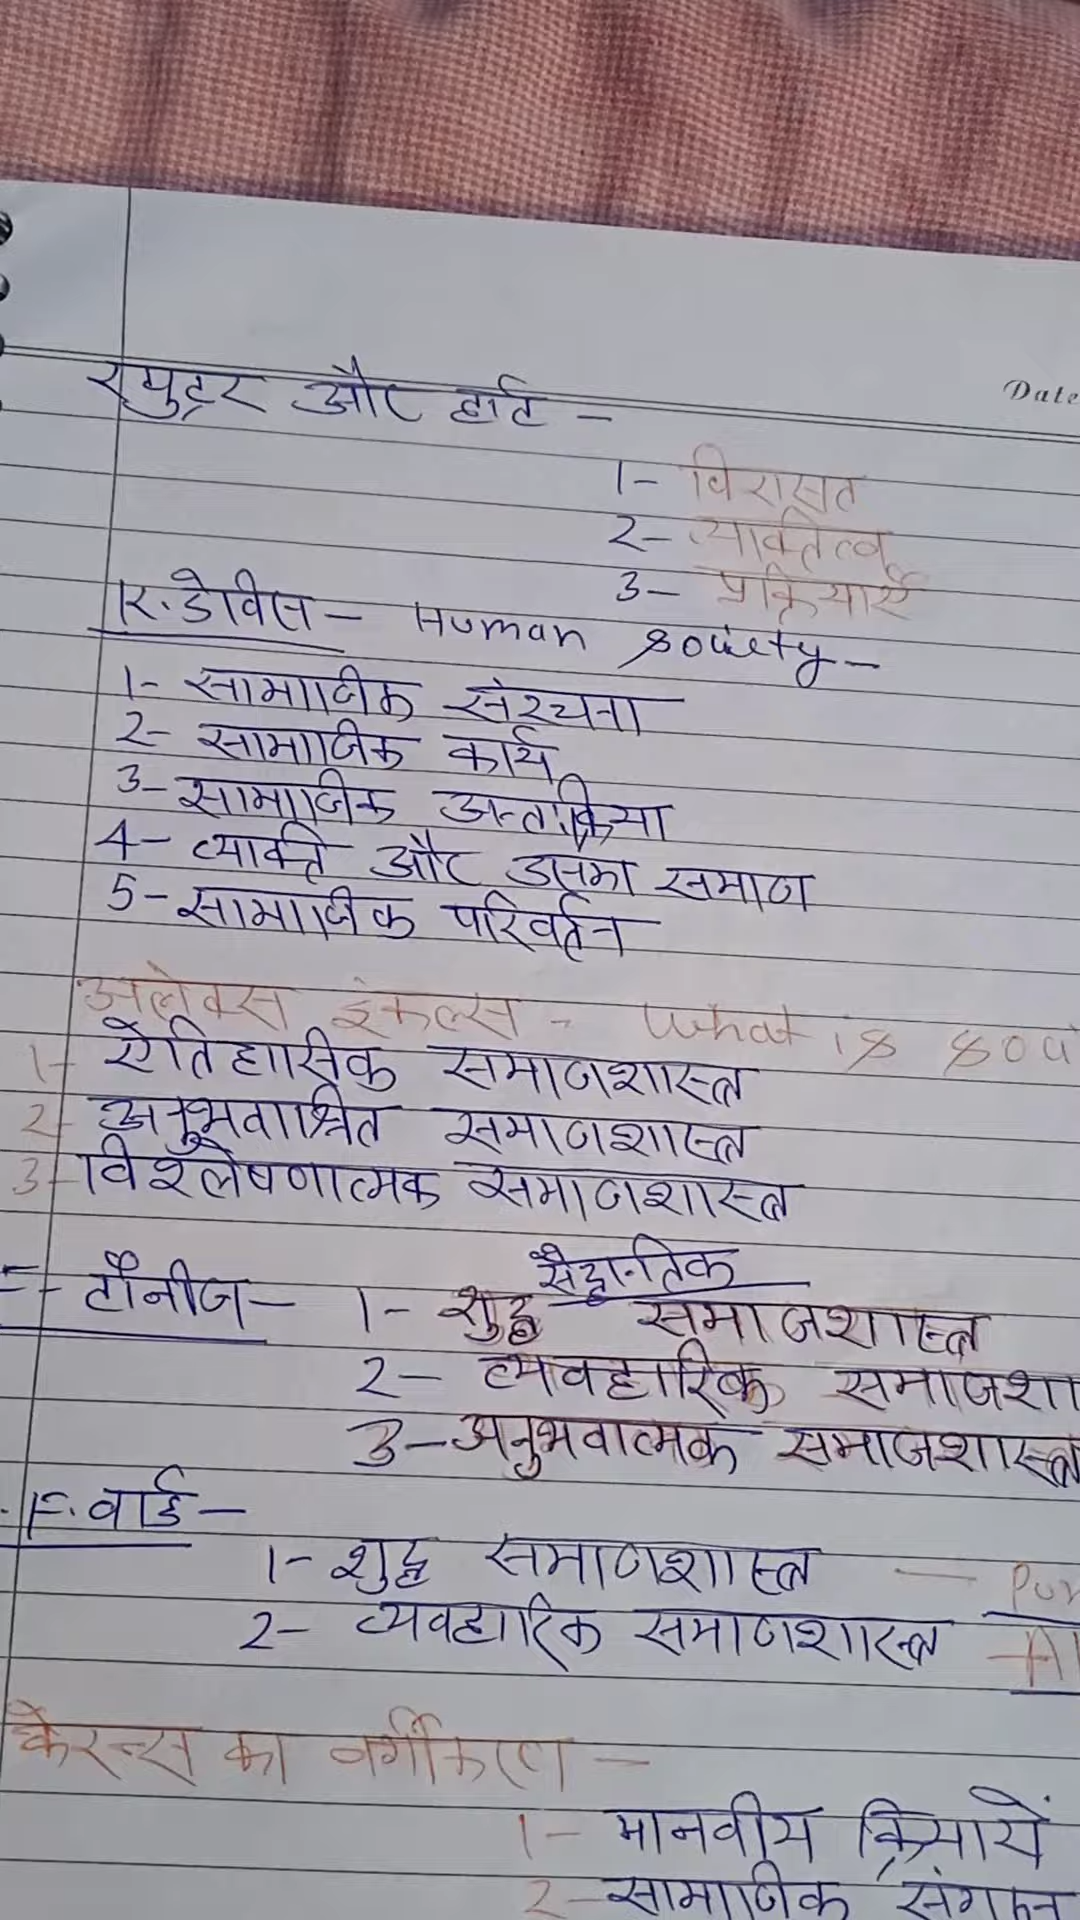 Date
रयुटर और हार्ट -
1- विरासत
2- व्यक्तित्व
3- प्रक्रियाऐं
K. डेविस - Human Society -
1- सामाजिक संरचना
2- सामाजिक कार्य
3- सामाजिक अन्तःक्रिया
4- व्यक्ति और उसका समाज
5- सामाजिक परिवर्तन
अलेक्स इंकल्स - What is soci
1- ऐतिहासिक समाजशास्त्र
2- अनुभवाश्रित समाजशास्त्र
3- विश्लेषणात्मक समाजशास्त्र
सैद्धान्तिक
F- टौनीज - 1- शुद्ध समाजशास्त्र
2- व्यवहारिक समाजशा
3- अनुभवात्मक समाजशास्त्र
. F. वार्ड -
1- शुद्ध समाजशास्त्र - Pur
2- व्यवहारिक समाजशास्त्र - A
कैरन्स का वर्गीकरण -
1- मानवीय क्रियायें
2- सामाजिक संगठन